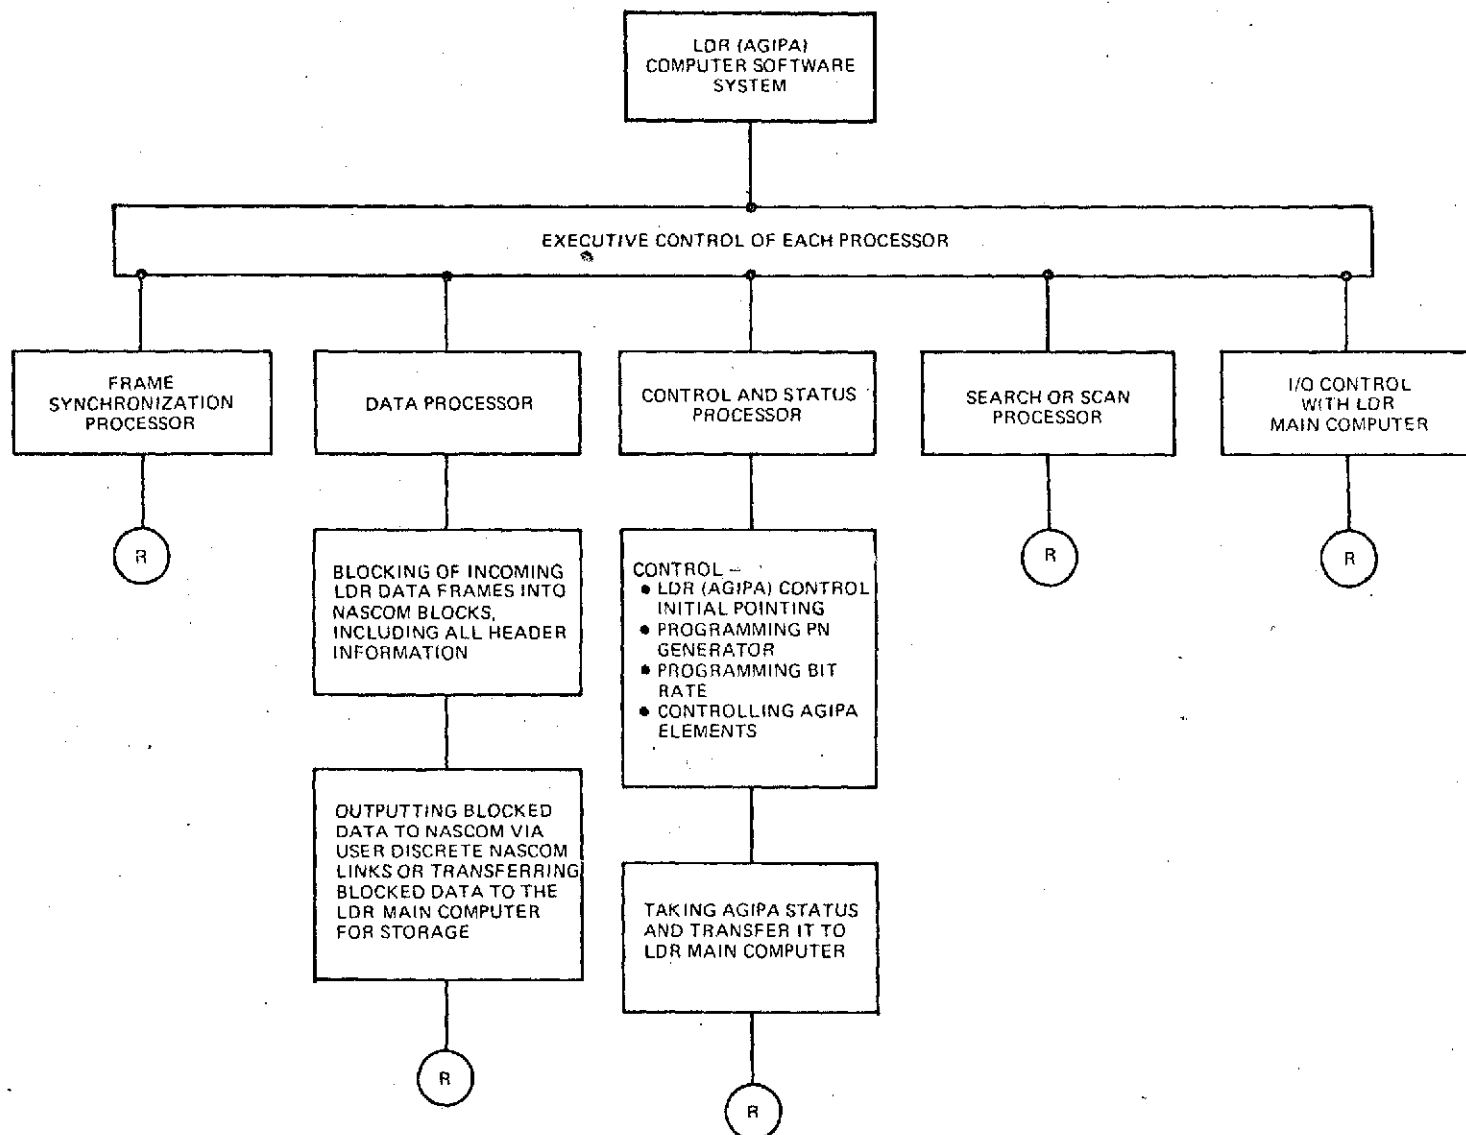 LDR (AGIPA)
COMPUTER SOFTWARE
SYSTEM
EXECUTIVE CONTROL OF EACH PROCESSOR
FRAME
SYNCHRONIZATION
PROCESSOR
DATA PROCESSOR
CONTROL AND STATUS
PROCESSOR
SEARCH OR SCAN
PROCESSOR
I/O CONTROL
WITH LDR
MAIN COMPUTER
R
BLOCKING OF INCOMING
LDR DATA FRAMES INTO
NASCOM BLOCKS,
INCLUDING ALL HEADER
INFORMATION
CONTROL –
● LDR (AGIPA) CONTROL
INITIAL POINTING
● PROGRAMMING PN
GENERATOR
● PROGRAMMING BIT
RATE
● CONTROLLING AGIPA
ELEMENTS
R
R
OUTPUTTING BLOCKED
DATA TO NASCOM VIA
USER DISCRETE NASCOM
LINKS OR TRANSFERRING
BLOCKED DATA TO THE
LDR MAIN COMPUTER
FOR STORAGE
TAKING AGIPA STATUS
AND TRANSFER IT TO
LDR MAIN COMPUTER
R
R